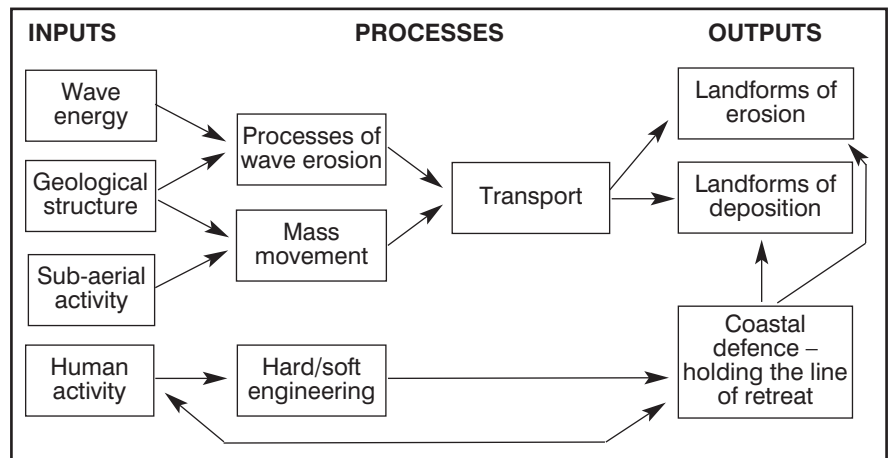 INPUTS
PROCESSES
OUTPUTS
Wave
energy
Geological
structure
Sub-aerial
activity
Human
activity
Processes of
wave erosion
Mass
movement
Hard/soft
engineering
Transport
Landforms of
erosion
Landforms of
deposition
Coastal
defence –
holding the line
of retreat